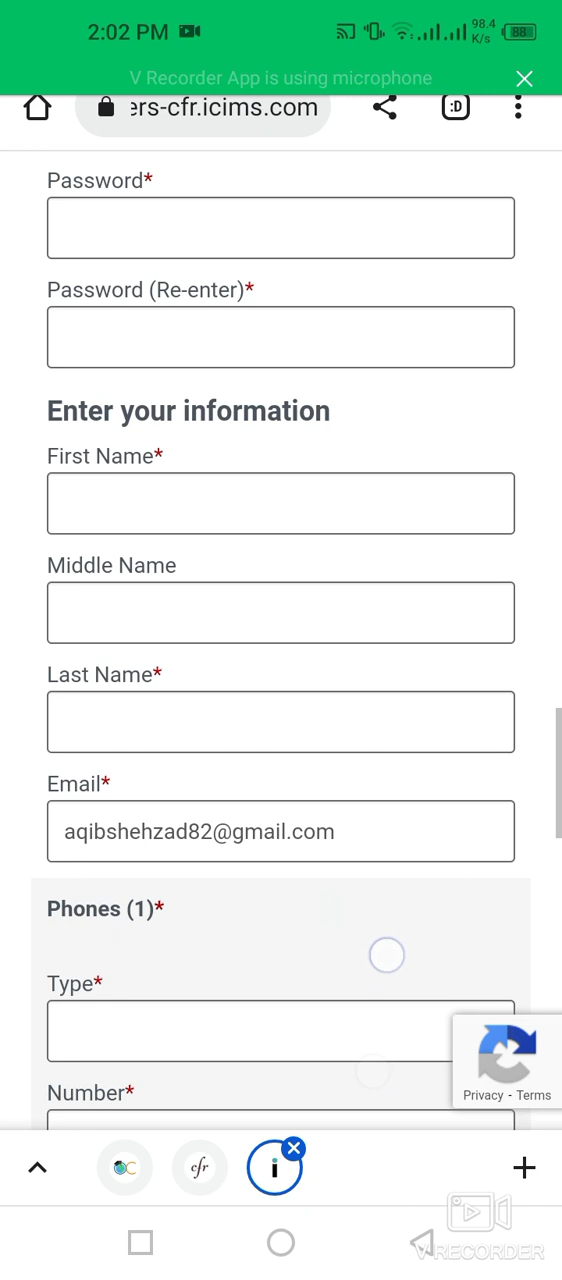 2:02 PM 98.4 K/s 88
V Recorder App is using microphone
ers-cfr.icims.com :D
Password*
Password (Re-enter)*
Enter your information
First Name*
Middle Name
Last Name*
Email*
aqibshehzad82@gmail.com
Phones (1)*
Type*
Number*
Privacy - Terms
C cfr i
V RECORDER